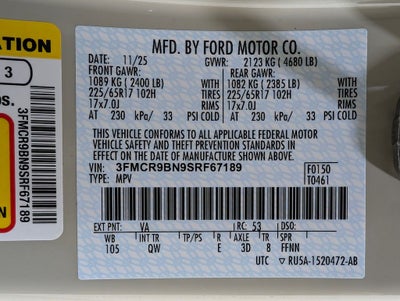 ATION
3
OS.
3FMCR9BN9SRF67189
MFD. BY FORD MOTOR CO.
DATE: 11/25 GVWR: 2123 KG ( 4680 LB)
FRONT GAWR: REAR GAWR:
1089 KG ( 2400 LB) WITH 1082 KG ( 2385 LB) WITH
225/65R17 102H TIRES 225/65R17 102H TIRES
17x7.0J RIMS 17x7.0J RIMS
AT 230 kPa/ 33 PSI COLD AT 230 kPa/ 33 PSI COLD
THIS VEHICLE CONFORMS TO ALL APPLICABLE FEDERAL MOTOR
VEHICLE SAFETY AND THEFT PREVENTION STANDARDS IN
EFFECT ON THE DATE OF MANUFACTURE SHOWN ABOVE.
VIN: 3FMCR9BN9SRF67189 F0150
TYPE: MPV T0461
EXT PNT: VA RC: 53 DSO:
WB INT TR TP/PS R AXLE TR SPR
105 QW E 3D 8 FFNN
UTC ▽ RU5A-1520472-AB